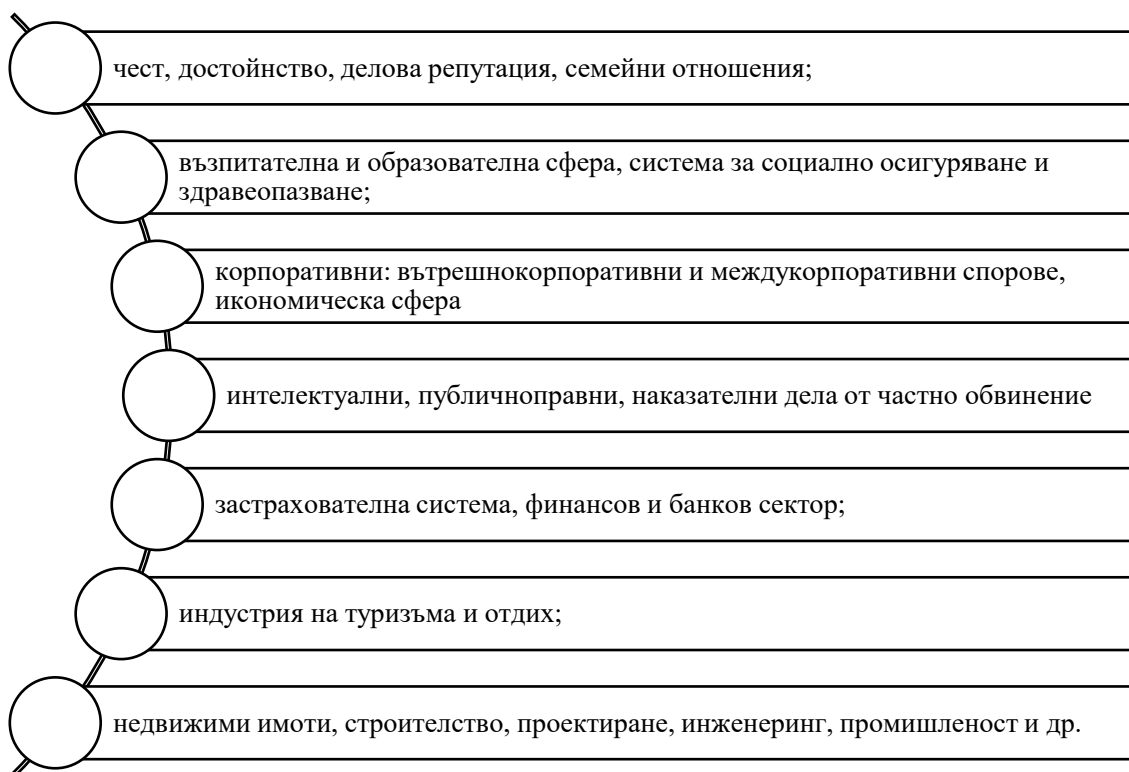 чест, достойнство, делова репутация, семейни отношения;
възпитателна и образователна сфера, система за социално осигуряване и
здравеопазване;
корпоративни: вътрешнокорпоративни и междукорпоративни спорове,
икономическа сфера
интелектуални, публичноправни, наказателни дела от частно обвинение
застрахователна система, финансов и банков сектор;
индустрия на туризъма и отдих;
недвижими имоти, строителство, проектиране, инженеринг, промишленост и др.